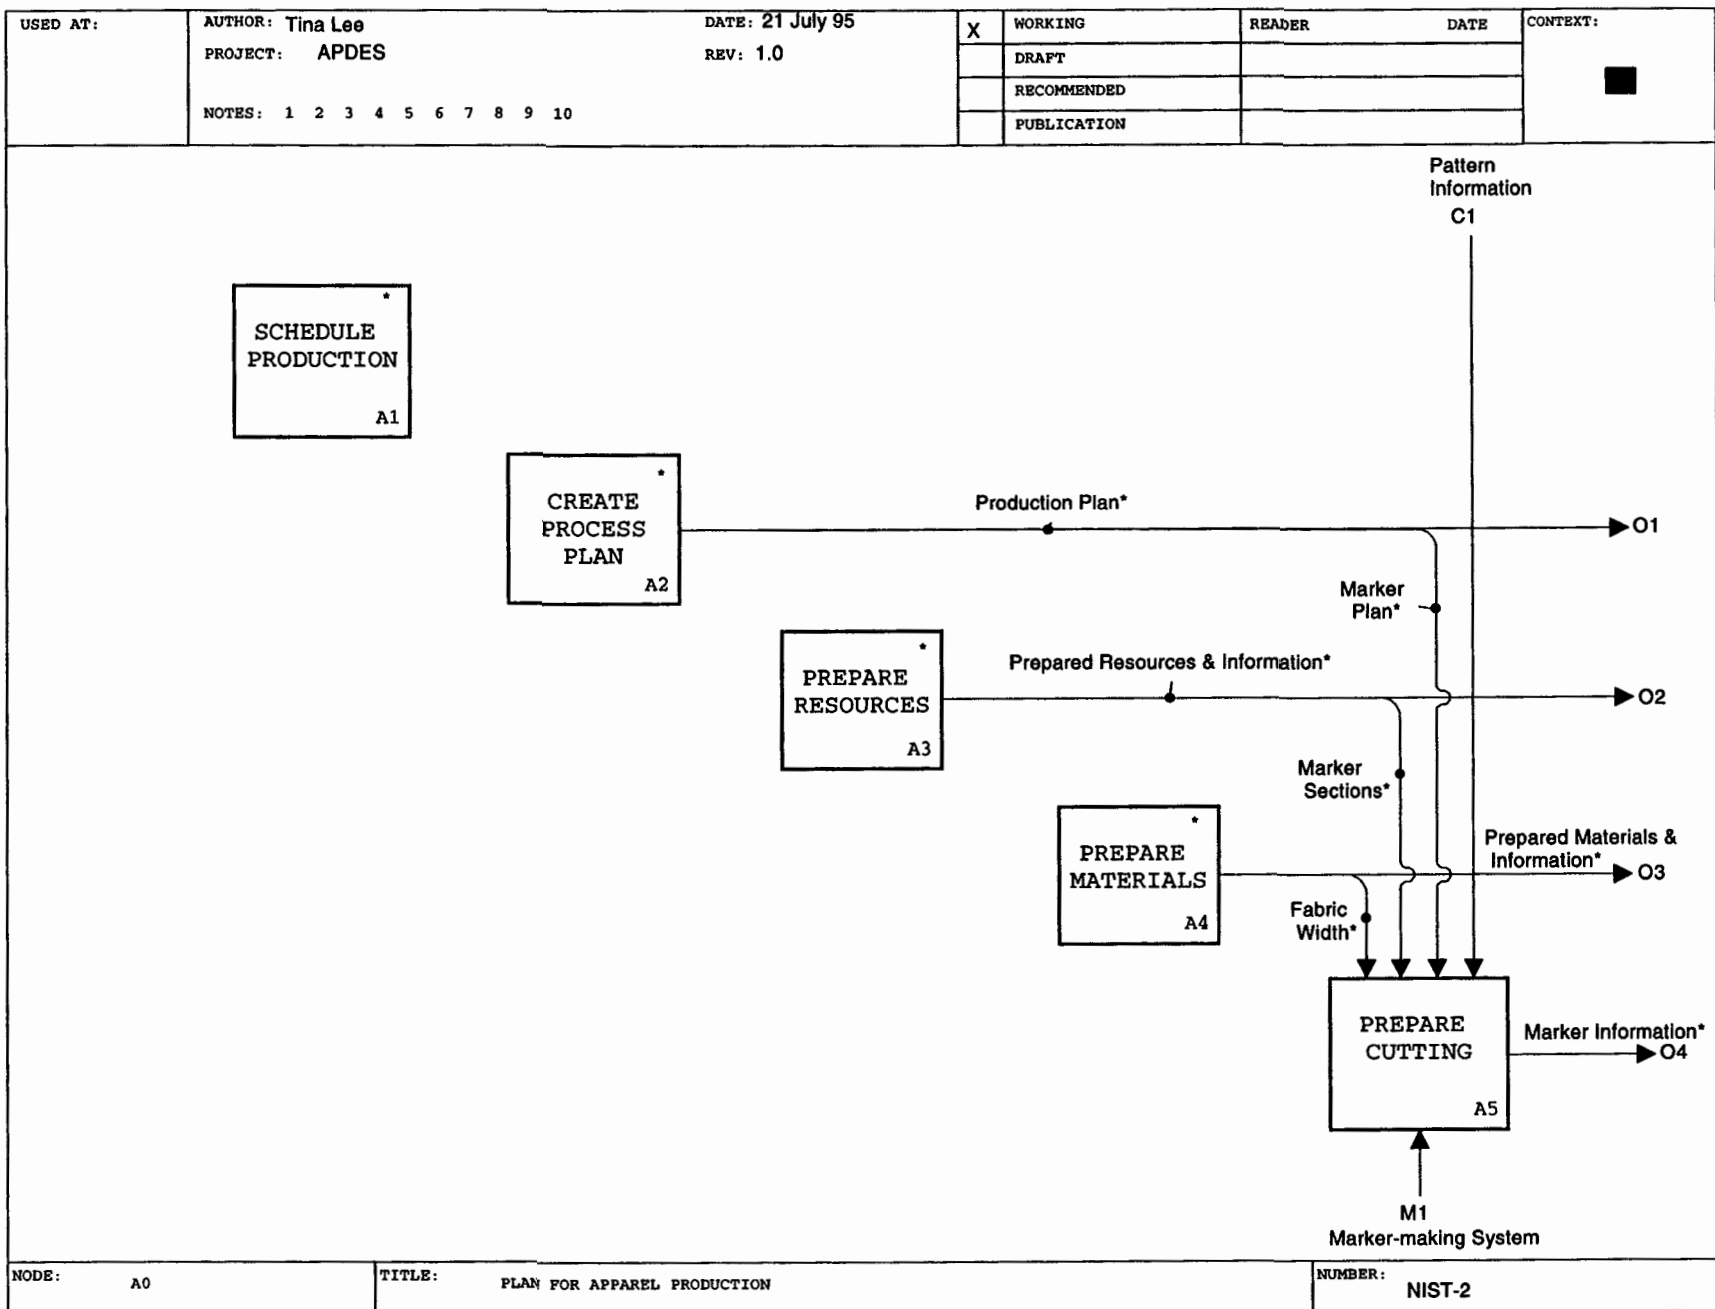 USED AT:
AUTHOR: Tina Lee
DATE: 21 July 95
PROJECT: APDES
REV: 1.0
NOTES: 1 2 3 4 5 6 7 8 9 10
X WORKING
DRAFT
RECOMMENDED
PUBLICATION
READER DATE
CONTEXT:
Pattern
Information
C1
*
SCHEDULE
PRODUCTION
A1
*
CREATE
PROCESS
PLAN
A2
Production Plan*
O1
Marker
Plan*
*
PREPARE
RESOURCES
A3
Prepared Resources & Information*
O2
Marker
Sections*
*
PREPARE
MATERIALS
A4
Prepared Materials &
Information*
O3
Fabric
Width*
PREPARE
CUTTING
A5
Marker Information*
O4
M1
Marker-making System
NODE: A0
TITLE: PLAN FOR APPAREL PRODUCTION
NUMBER:
NIST-2